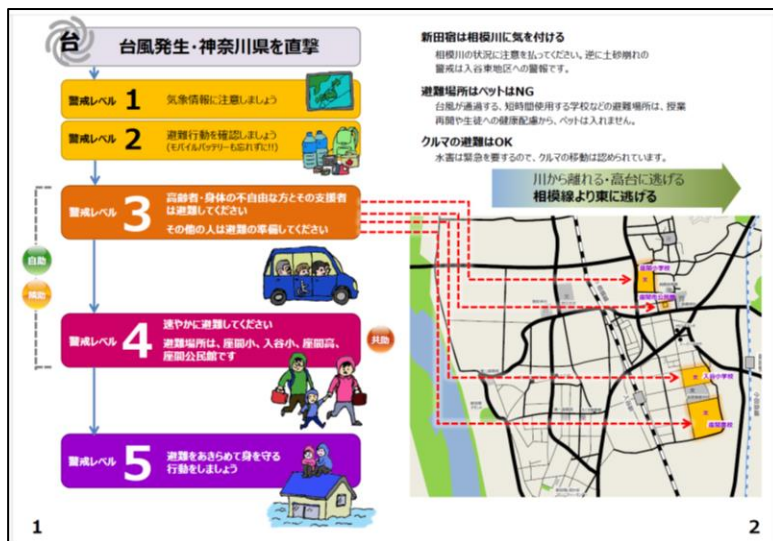 台 台風発生・神奈川県を直撃
警戒レベル 1 気象情報に注意しましょう
警戒レベル 2 避難行動を確認しましょう
(モバイルバッテリーも忘れずに!!)
警戒レベル 3 高齢者・身体の不自由な方とその支援者
は避難してください
その他の人は避難の準備してください
自助
警戒レベル 4 速やかに避難してください
避難場所は、座間小、入谷小、座間高、
座間公民館です
共助
警戒レベル 5 避難をあきらめて身を守る
行動をしましょう
1
新田宿は相模川に気を付ける
相模川の状況に注意を払ってください。逆に土砂崩れの
警戒は入谷東地区への警報です。
避難場所はペットはNG
台風が通過する、短時間使用する学校などの避難場所は、授業
再開や生徒への健康配慮から、ペットは入れません。
クルマの避難はOK
水害は緊急を要するので、クルマの移動は認められています。
川から離れる・高台に逃げる
相模線より東に逃げる
座間小学校
座間市公民館
入谷小学校
座間高校
2